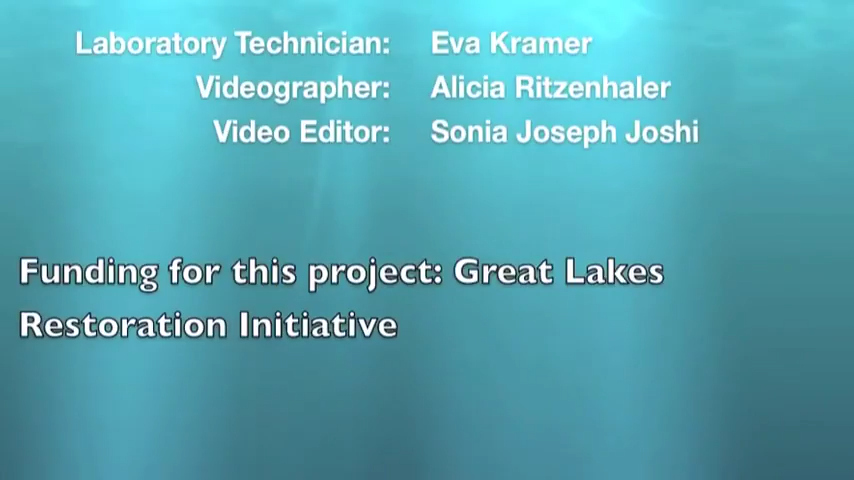 Laboratory Technician: Eva Kramer
Videographer: Alicia Ritzenhaler
Video Editor: Sonia Joseph Joshi
Funding for this project: Great Lakes
Restoration Initiative